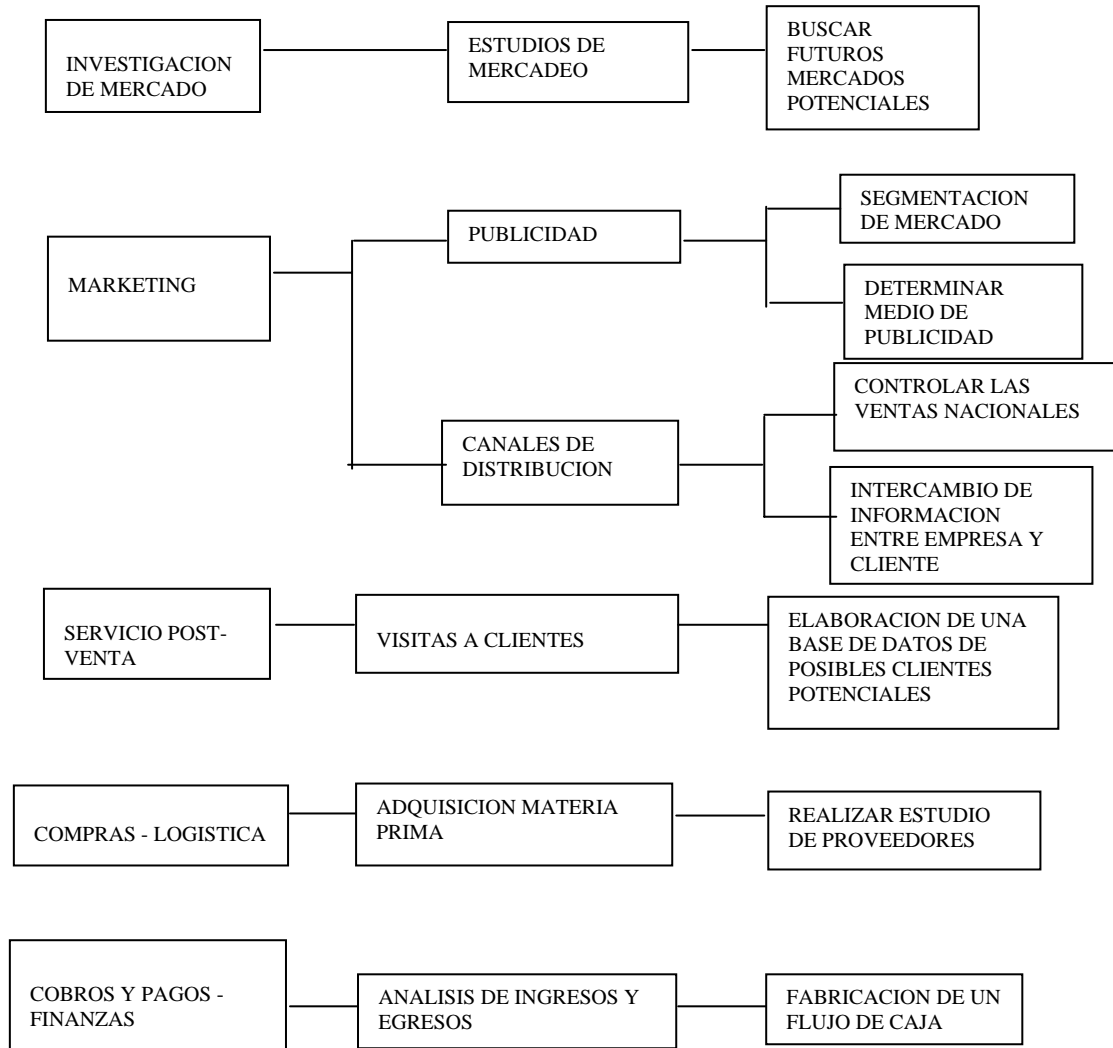 INVESTIGACION
DE MERCADO
ESTUDIOS DE
MERCADEO
BUSCAR
FUTUROS
MERCADOS
POTENCIALES
MARKETING
PUBLICIDAD
SEGMENTACION
DE MERCADO
DETERMINAR
MEDIO DE
PUBLICIDAD
CANALES DE
DISTRIBUCION
CONTROLAR LAS
VENTAS NACIONALES
INTERCAMBIO DE
INFORMACION
ENTRE EMPRESA Y
CLIENTE
SERVICIO POST-
VENTA
VISITAS A CLIENTES
ELABORACION DE UNA
BASE DE DATOS DE
POSIBLES CLIENTES
POTENCIALES
COMPRAS - LOGISTICA
ADQUISICION MATERIA
PRIMA
REALIZAR ESTUDIO
DE PROVEEDORES
COBROS Y PAGOS -
FINANZAS
ANALISIS DE INGRESOS Y
EGRESOS
FABRICACION DE UN
FLUJO DE CAJA